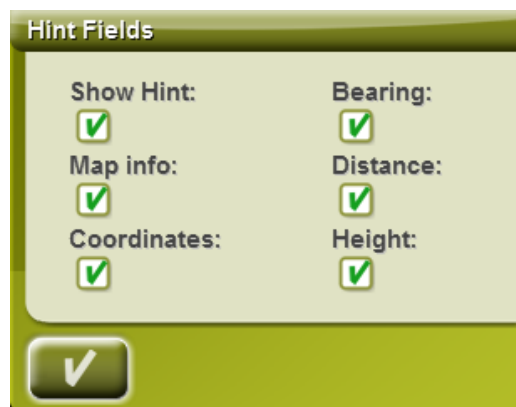 Hint Fields
Show Hint: Bearing:
Map info: Distance:
Coordinates: Height: